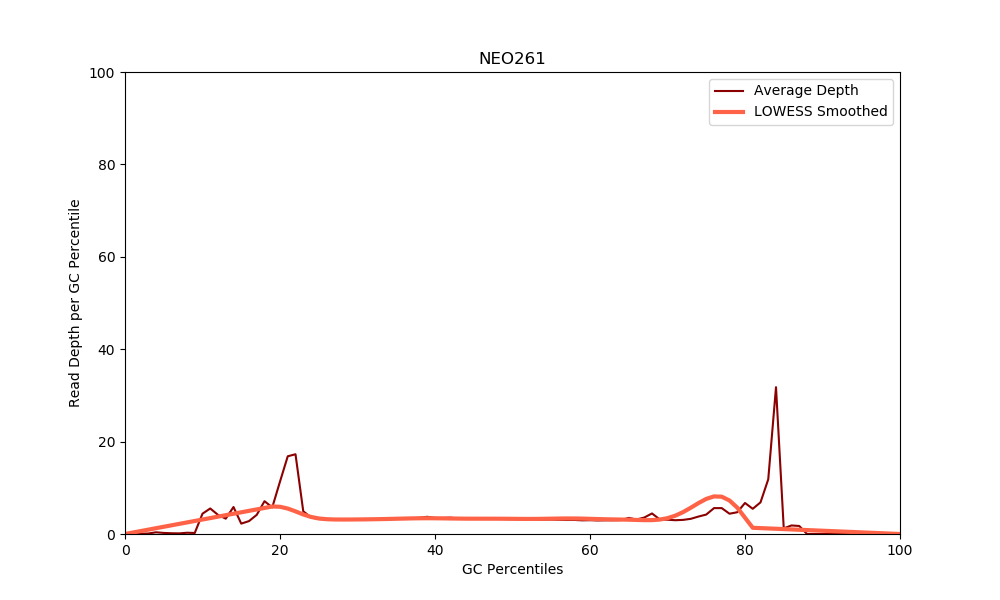 NEO261
Average Depth
LOWESS Smoothed
100
80
60
40
20
0
Read Depth per GC Percentile
0 20 40 60 80 100
GC Percentiles